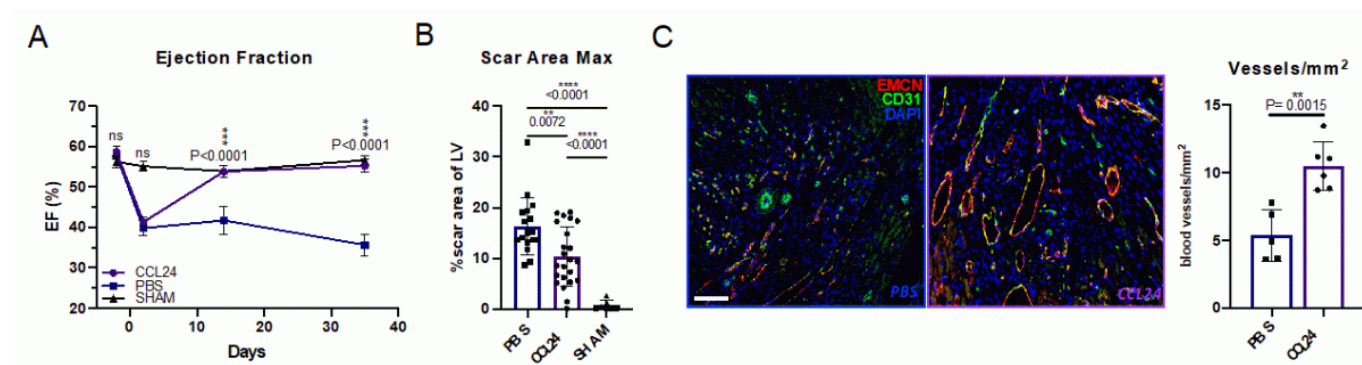 A
Ejection Fraction
EF (%)
70
60
50
40
30
20
ns
ns
***
P<0.0001
***
P<0.0001
CCL24
PBS
SHAM
0
10
20
30
40
Days
B
Scar Area Max
%scar area of LV
40
30
20
10
0
****
<0.0001
**
0.0072
****
<0.0001
PBS
CCL24
SHAM
C
EMCN
CD31
DAPI
PBS
CCL24
Vessels/mm²
blood vessels/mm²
15
10
5
0
**
P= 0.0015
PBS
CCL24